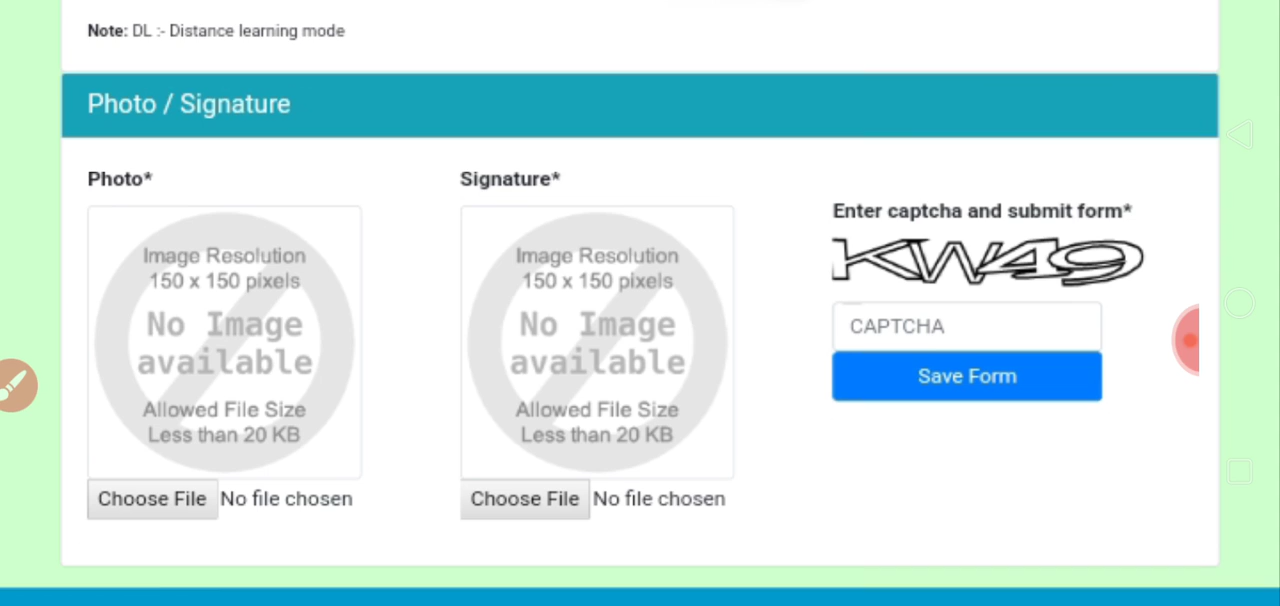 Note: DL :- Distance learning mode
Photo / Signature
Photo*
Image Resolution
150 x 150 pixels
No Image
available
Allowed File Size
Less than 20 KB
Choose File No file chosen
Signature*
Image Resolution
150 x 150 pixels
No Image
available
Allowed File Size
Less than 20 KB
Choose File No file chosen
Enter captcha and submit form*
KW49
CAPTCHA
Save Form